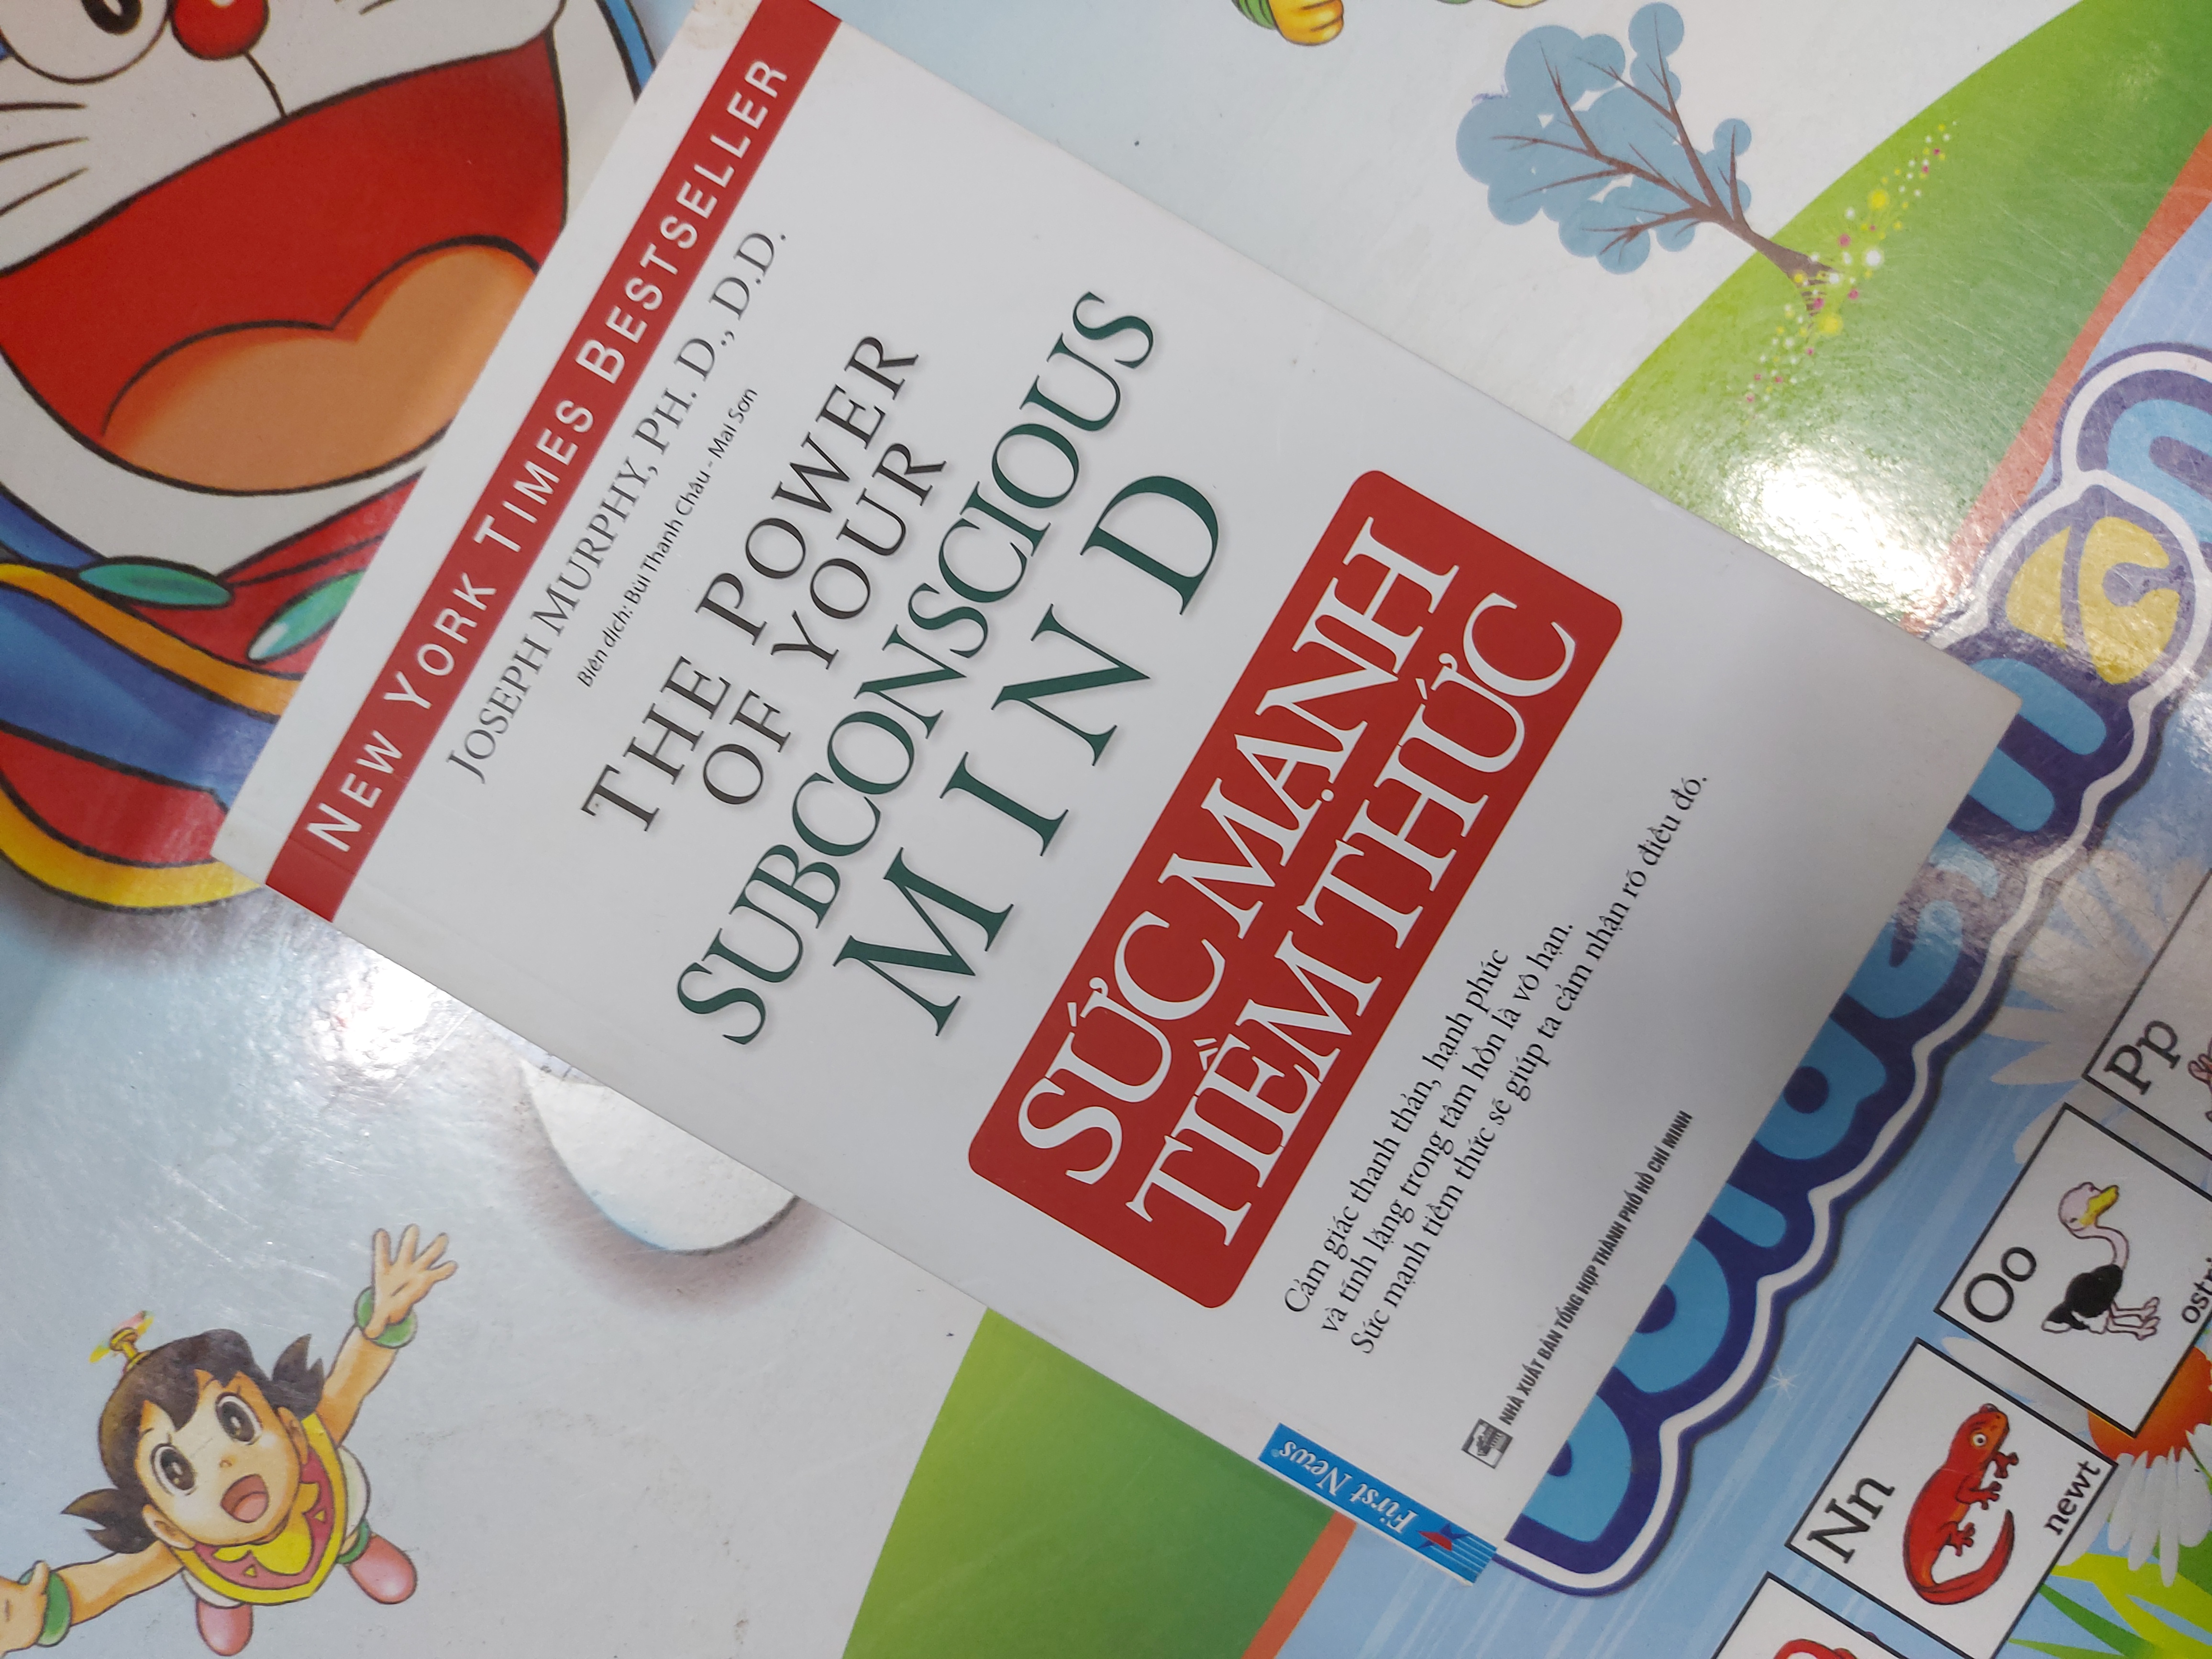 NEW YORK TIMES BESTSELLER
JOSEPH MURPHY, PH. D., D.D.
Biên dịch: Bùi Thanh Châu - Mai Sơn
THE POWER
OF YOUR
SUBCONSCIOUS
MIND
SỨC MẠNH
TIỀM THỨC
Cảm giác thanh thản, hạnh phúc
và tĩnh lặng trong tâm hồn là vô hạn.
Sức mạnh tiềm thức sẽ giúp ta cảm nhận rõ điều đó.
First News
NHÀ XUẤT BẢN TỔNG HỢP THÀNH PHỐ HỒ CHÍ MINH
Nn
newt
Oo
Pp